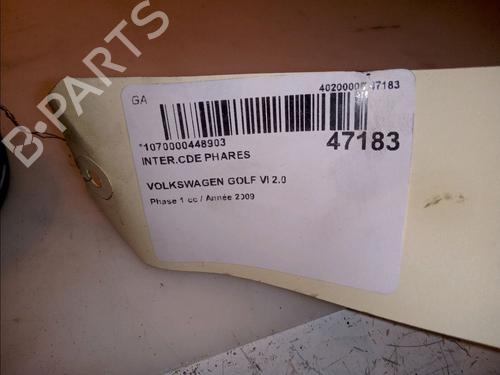 GA
*1070000448903
INTER.CDE PHARES
47183
VOLKSWAGEN GOLF VI 2.0
Phase 1 cc / Année 2009
B-PARTS